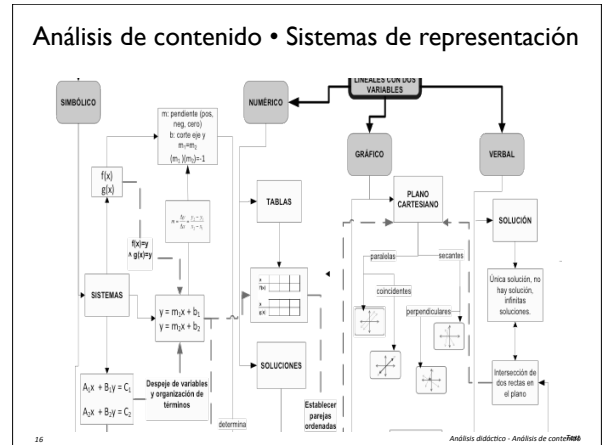 Análisis de contenido • Sistemas de representación
LINEALES CON DOS
VARIABLES
SIMBÓLICO
NUMÉRICO
GRÁFICO
VERBAL
m: pendiente (pos,
neg, cero)
b: corte eje y
m₁=m₂
(m₁ )(m₂)=-1
f(x)
g(x)
f(x)=y
∧ g(x)=y
SISTEMAS
y = m₁x + b₁
y = m₂x + b₂
A₁x + B₁y = C₁
A₂x + B₂y = C₂
Despeje de variables
y organización de
términos
determina
TABLAS
SOLUCIONES
Establecer
parejas
ordenadas
PLANO
CARTESIANO
paralelas
secantes
coincidentes
perpendiculares
SOLUCIÓN
Única solución, no
hay solución,
infinitas
soluciones.
Intersección de
dos rectas en
el plano
16
Análisis didáctico - Análisis de contenido